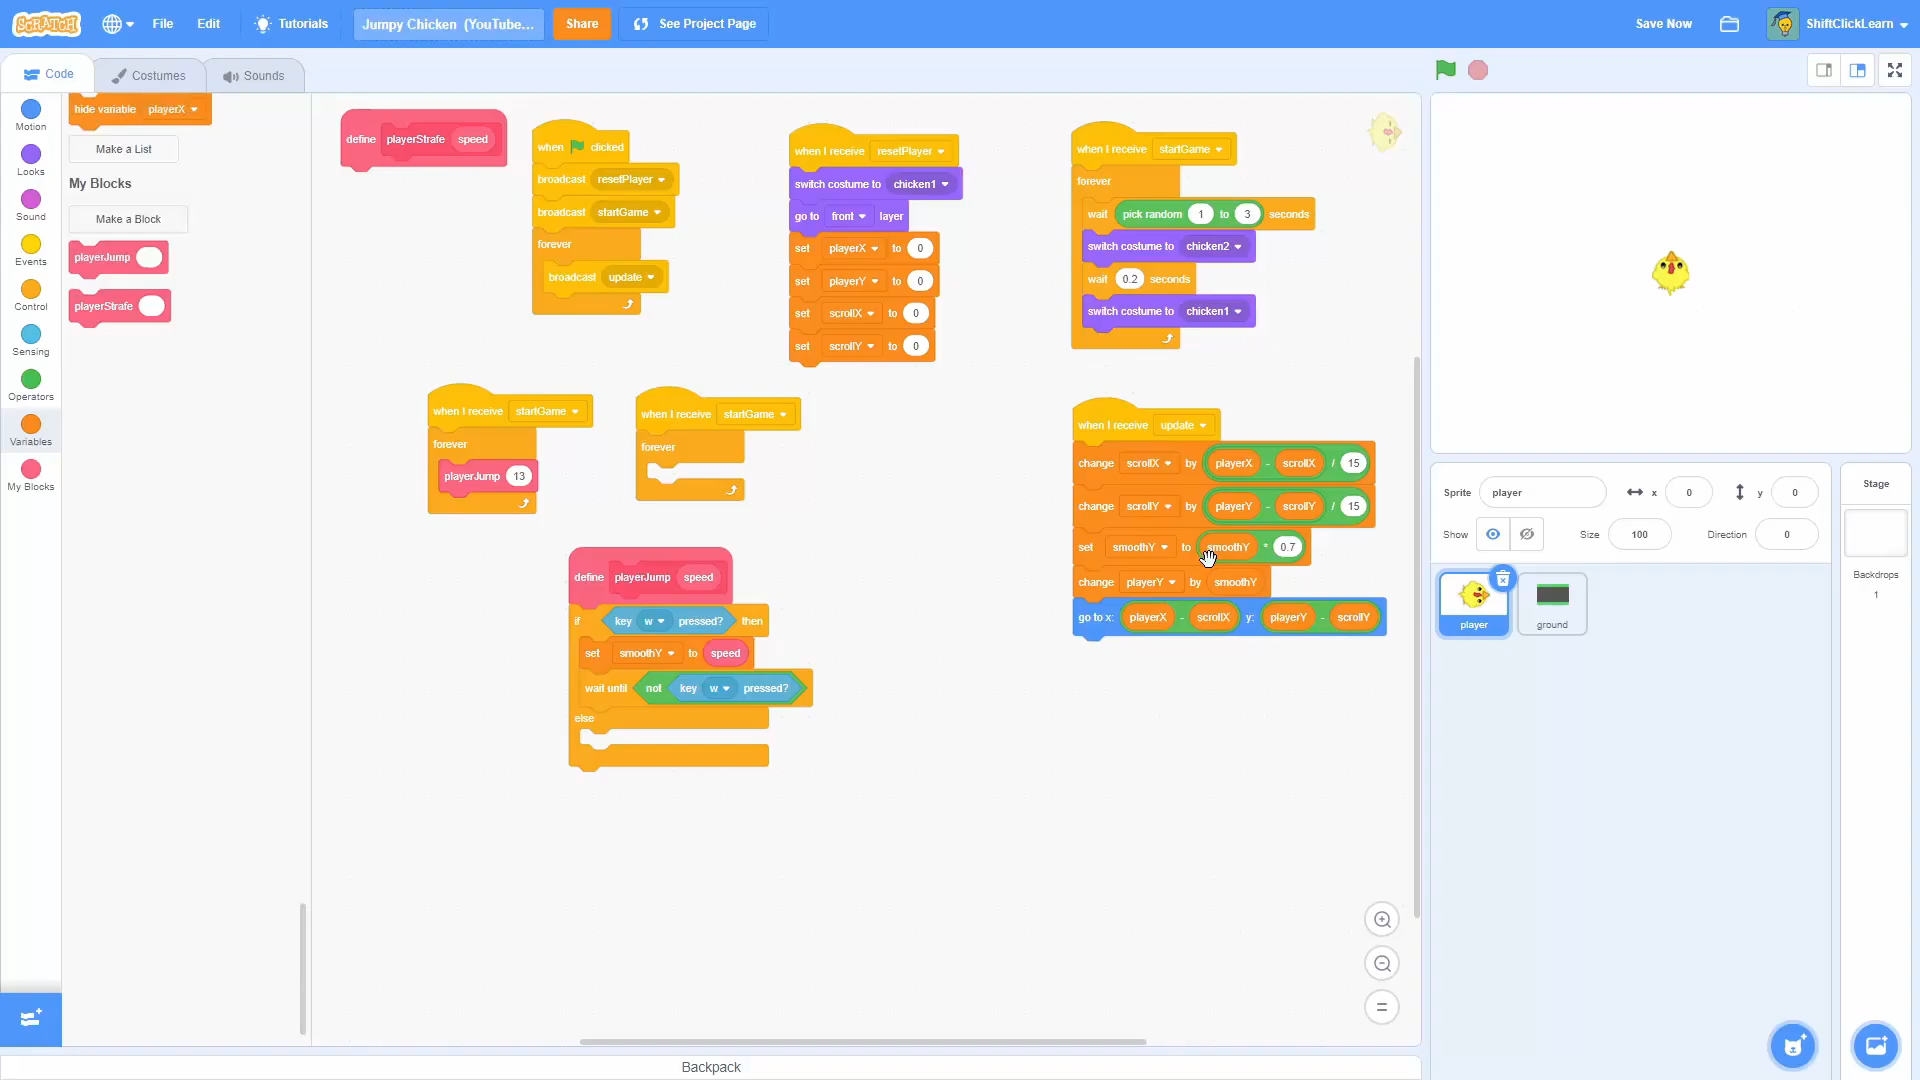 SCRATCH
File
Edit
Tutorials
Jumpy Chicken (YouTube...
Share
See Project Page
Save Now
ShiftClickLearn
Code
Costumes
Sounds
Motion
Looks
Sound
Events
Control
Sensing
Operators
Variables
My Blocks
hide variable playerX
Make a List
My Blocks
Make a Block
playerJump
playerStrafe
define playerStrafe speed
when clicked
broadcast resetPlayer
broadcast startGame
forever
broadcast update
when I receive resetPlayer
switch costume to chicken1
go to front layer
set playerX to 0
set playerY to 0
set scrollX to 0
set scrollY to 0
when I receive startGame
forever
wait pick random 1 to 3 seconds
switch costume to chicken2
wait 0.2 seconds
switch costume to chicken1
when I receive startGame
forever
playerJump 13
when I receive startGame
forever
when I receive update
change scrollX by playerX - scrollX / 15
change scrollY by playerY - scrollY / 15
set smoothY to smoothY * 0.7
change playerY by smoothY
go to x: playerX - scrollX y: playerY - scrollY
define playerJump speed
if key w pressed? then
set smoothY to speed
wait until not key w pressed?
else
Sprite player x 0 y 0
Show Size 100 Direction 0
player
ground
Stage
Backdrops
1
Backpack